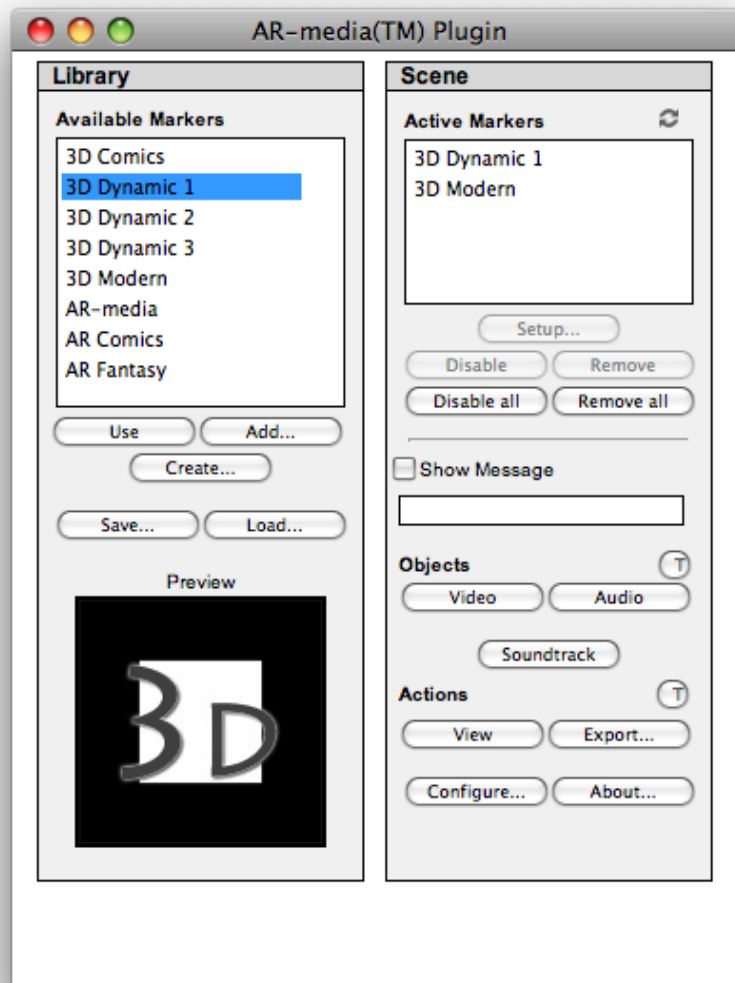 AR-media(TM) Plugin
Library
Available Markers
3D Comics
3D Dynamic 1
3D Dynamic 2
3D Dynamic 3
3D Modern
AR-media
AR Comics
AR Fantasy
Use Add...
Create...
Save... Load...
Preview
3D
Scene
Active Markers
3D Dynamic 1
3D Modern
Setup...
Disable Remove
Disable all Remove all
Show Message
Objects T
Video Audio
Soundtrack
Actions T
View Export...
Configure... About...